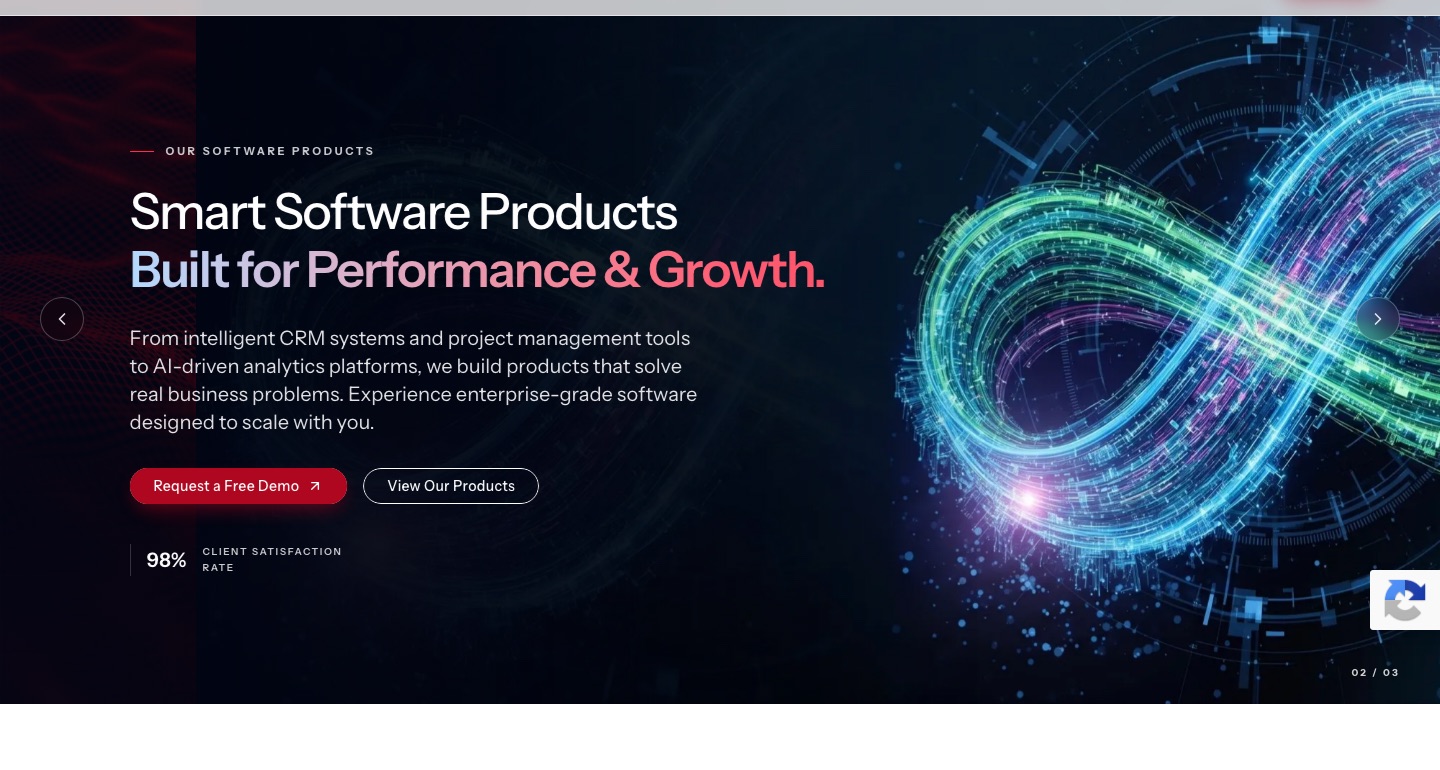 OUR SOFTWARE PRODUCTS
Smart Software Products
Built for Performance & Growth.
From intelligent CRM systems and project management tools
to AI-driven analytics platforms, we build products that solve
real business problems. Experience enterprise-grade software
designed to scale with you.
Request a Free Demo
View Our Products
98%
CLIENT SATISFACTION
RATE
02 / 03